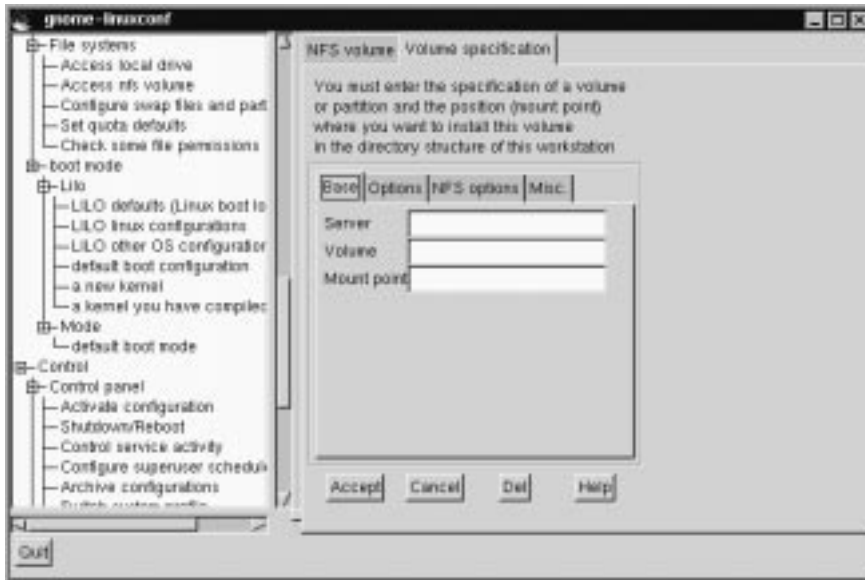 gnome-linuxconf
File systems
Access local drive
Access nfs volume
Configure swap files and part
Set quota defaults
Check some file permissions
boot mode
Lilo
LILO defaults (Linux boot lo
LILO linux configurations
LILO other OS configuration
default boot configuration
a new kernel
a kernel you have compiled
Mode
default boot mode
Control
Control panel
Activate configuration
Shutdown/Reboot
Control service activity
Configure superuser schedule
Archive configurations
Switch system profile
Quit
NFS volume Volume specification
You must enter the specification of a volume
or partition and the position (mount point)
where you want to install this volume
in the directory structure of this workstation
Base Options NFS options Misc.
Server
Volume
Mount point
Accept Cancel Del Help